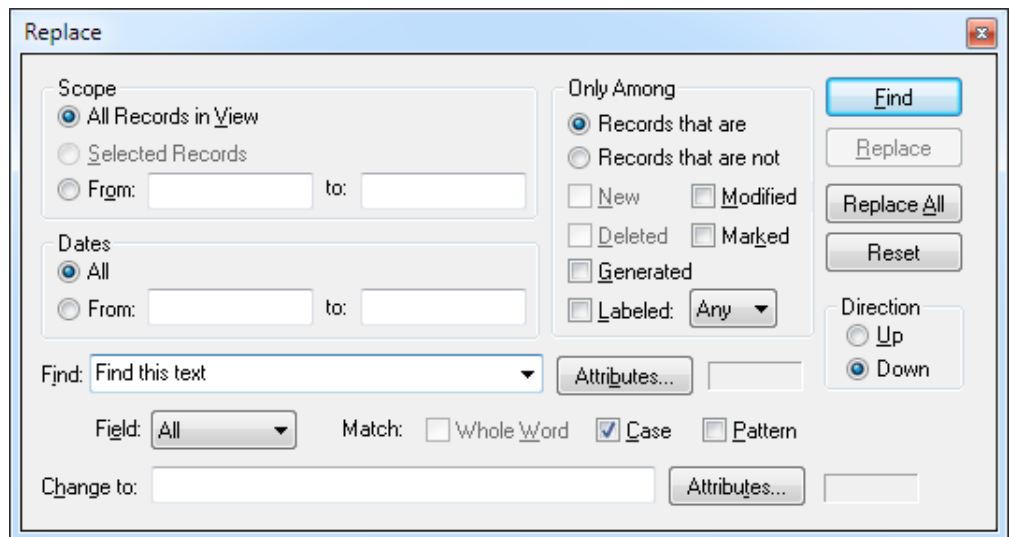 Replace
Scope
All Records in View
Selected Records
From:
to:
Dates
All
From:
to:
Only Among
Records that are
Records that are not
New
Modified
Deleted
Marked
Generated
Labeled:
Any
Find
Replace
Replace All
Reset
Direction
Up
Down
Find:
Find this text
Attributes...
Field:
All
Match:
Whole Word
Case
Pattern
Change to:
Attributes...